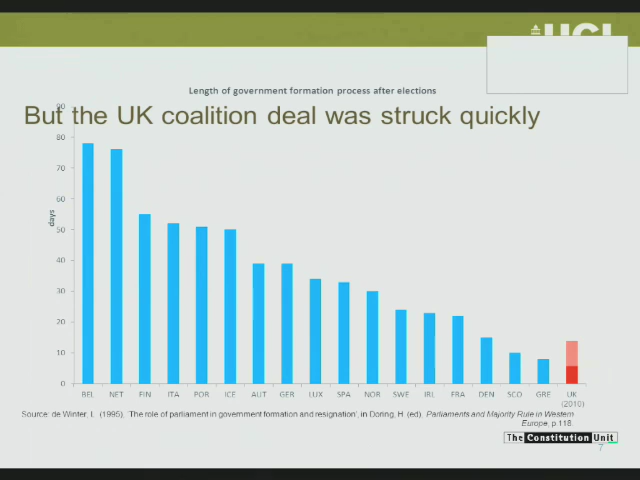 UCL
Length of government formation process after elections
But the UK coalition deal was struck quickly
90
80
70
60
50
40
30
20
10
0
days
BEL NET FIN ITA POR ICE AUT GER LUX SPA NOR SWE IRL FRA DEN SCO GRE UK
(2010)
Source: de Winter, L. (1995), 'The role of parliament in government formation and resignation', in Doring, H. (ed), Parliaments and Majority Rule in Western
Europe, p.118.
The Constitution Unit
7